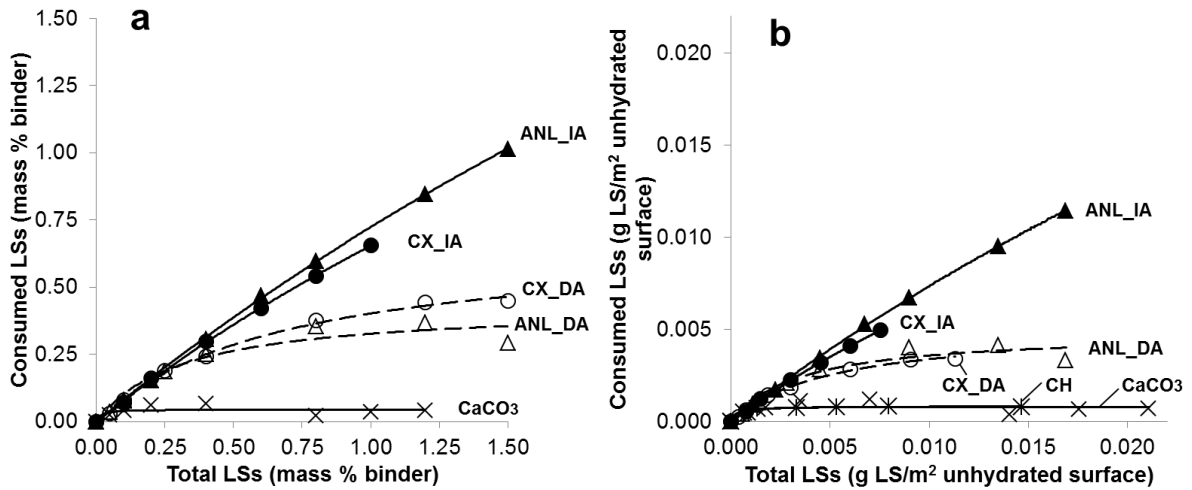 a
Consumed LSs (mass % binder)
1.50
1.25
1.00
0.75
0.50
0.25
0.00
ANL_IA
CX_IA
CX_DA
ANL_DA
CaCO3
0.00 0.25 0.50 0.75 1.00 1.25 1.50
Total LSs (mass % binder)
b
Consumed LSs (g LS/m² unhydrated
surface)
0.020
0.015
0.010
0.005
0.000
ANL_IA
CX_IA
ANL_DA
CX_DA
CH
CaCO3
0.000 0.005 0.010 0.015 0.020
Total LSs (g LS/m² unhydrated surface)